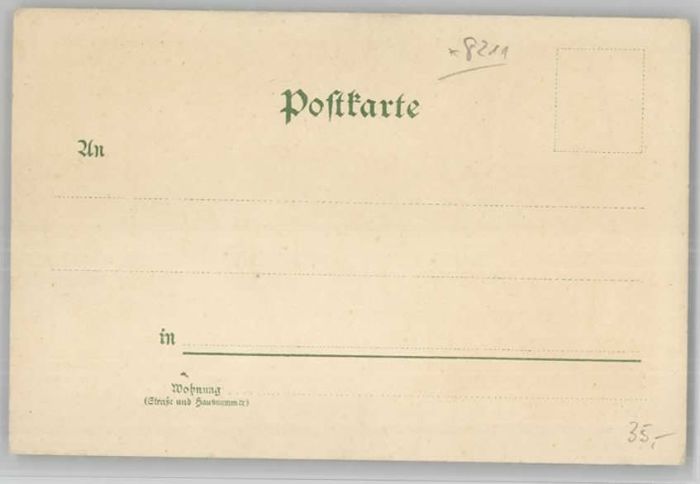 *8211
Postkarte
An
in
Wohnung
(Straße und Hausnummer)
35,-